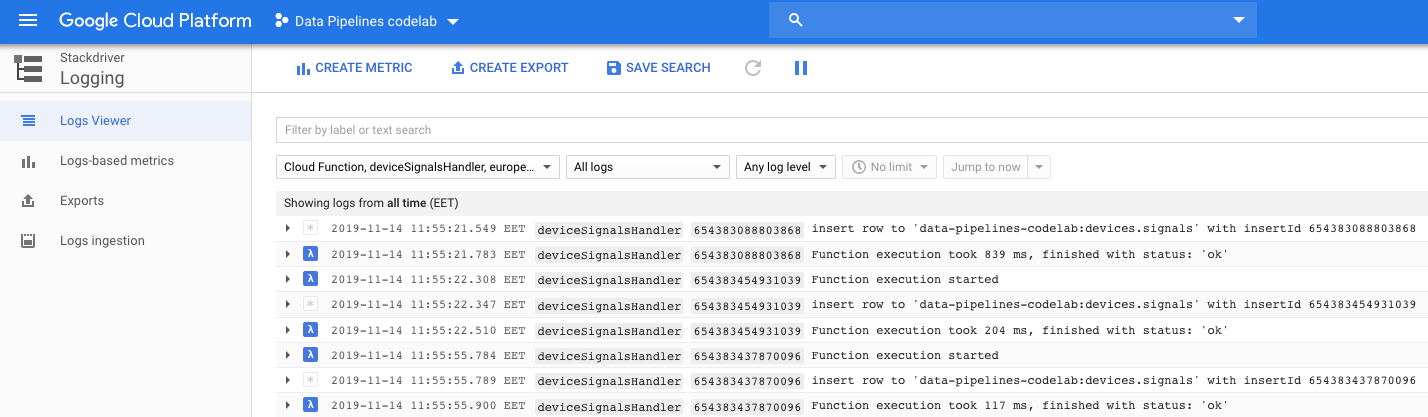 Google Cloud Platform Data Pipelines codelab
Stackdriver
Logging
CREATE METRIC CREATE EXPORT SAVE SEARCH
Logs Viewer
Logs-based metrics
Exports
Logs ingestion
Filter by label or text search
Cloud Function, deviceSignalsHandler, europe... All logs Any log level No limit Jump to now
Showing logs from all time (EET)
* 2019-11-14 11:55:21.549 EET deviceSignalsHandler 654383088803868 insert row to 'data-pipelines-codelab:devices.signals' with insertId 654383088803868
λ 2019-11-14 11:55:21.783 EET deviceSignalsHandler 654383088803868 Function execution took 839 ms, finished with status: 'ok'
λ 2019-11-14 11:55:22.308 EET deviceSignalsHandler 654383454931039 Function execution started
* 2019-11-14 11:55:22.347 EET deviceSignalsHandler 654383454931039 insert row to 'data-pipelines-codelab:devices.signals' with insertId 654383454931039
λ 2019-11-14 11:55:22.510 EET deviceSignalsHandler 654383454931039 Function execution took 204 ms, finished with status: 'ok'
λ 2019-11-14 11:55:55.784 EET deviceSignalsHandler 654383437870096 Function execution started
* 2019-11-14 11:55:55.789 EET deviceSignalsHandler 654383437870096 insert row to 'data-pipelines-codelab:devices.signals' with insertId 654383437870096
λ 2019-11-14 11:55:55.900 EET deviceSignalsHandler 654383437870096 Function execution took 117 ms, finished with status: 'ok'